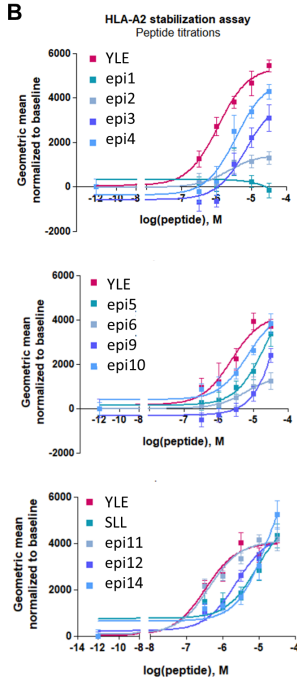 B
HLA-A2 stabilization assay
Peptide titrations
Geometric mean
normalized to baseline
6000
4000
2000
0
-2000
YLE
epi1
epi2
epi3
epi4
-12 -10 -8 -7 -6 -5 -4
log(peptide), M
Geometric mean
normalized to baseline
6000
4000
2000
0
-2000
YLE
epi5
epi6
epi9
epi10
-12 -10 -8 -7 -6 -5 -4
log(peptide), M
Geometric mean
normalized to baseline
6000
4000
2000
0
YLE
SLL
epi11
epi12
epi14
-14 -12 -10 -8 -8 -7 -6 -5 -4
log(peptide), M